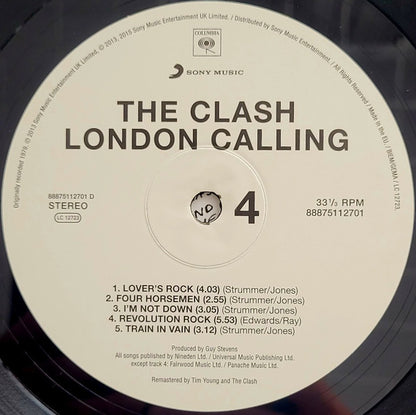 COLUMBIA
SONY MUSIC
THE CLASH
LONDON CALLING
88875112701 D
STEREO
LC 12723
ND
4
33 1/3 RPM
88875112701
1. LOVER'S ROCK (4.03) (Strummer/Jones)
2. FOUR HORSEMEN (2.55) (Strummer/Jones)
3. I'M NOT DOWN (3.05) (Strummer/Jones)
4. REVOLUTION ROCK (5.53) (Edwards/Ray)
5. TRAIN IN VAIN (3.12) (Strummer/Jones)
Produced by Guy Stevens
All songs published by Nineden Ltd. / Universal Music Publishing Ltd.
except track 4: Fairwood Music Ltd. / Panache Music Ltd.
Remastered by Tim Young and The Clash
Originally recorded 1979. ℗ 2013 Sony Music Entertainment UK Limited. / © 2013, 2015 Sony Music Entertainment UK Limited. / Distributed by Sony Music Entertainment / All Rights Reserved / Made in the EU. / BIEM/GEMA / LC 12723.